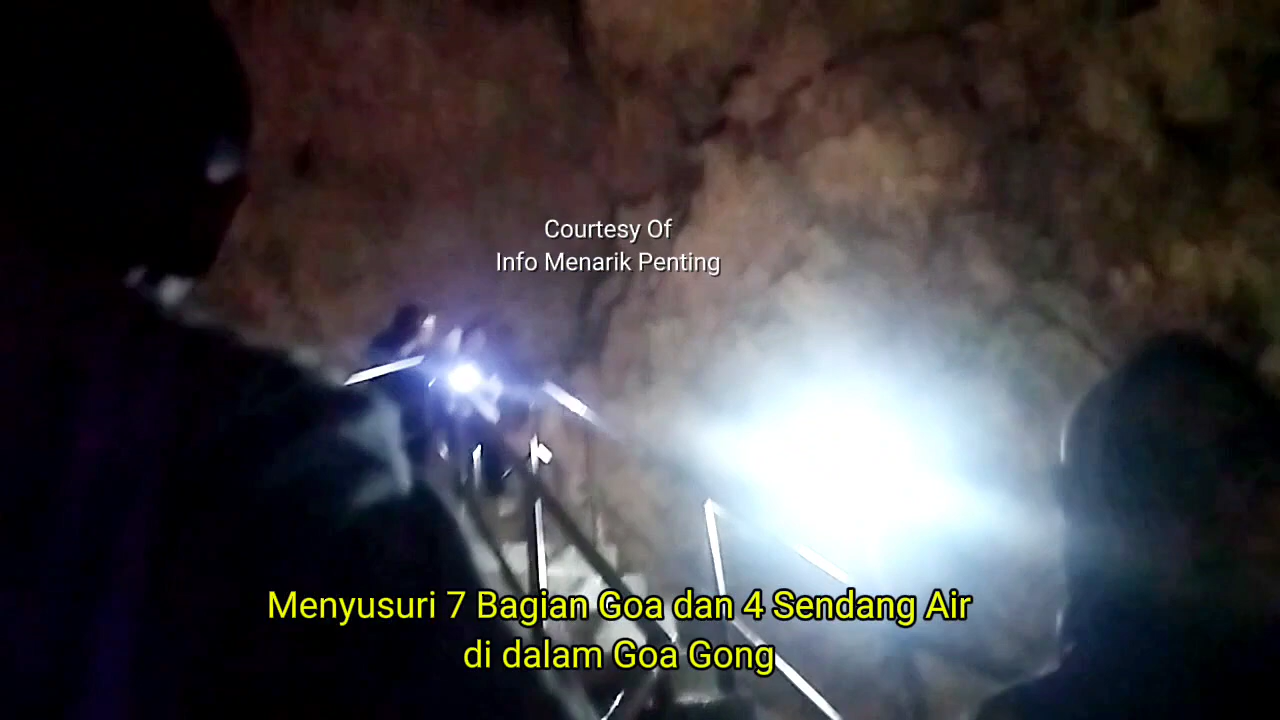 Courtesy Of
Info Menarik Penting
Menyusuri 7 Bagian Goa dan 4 Sendang Air
di dalam Goa Gong